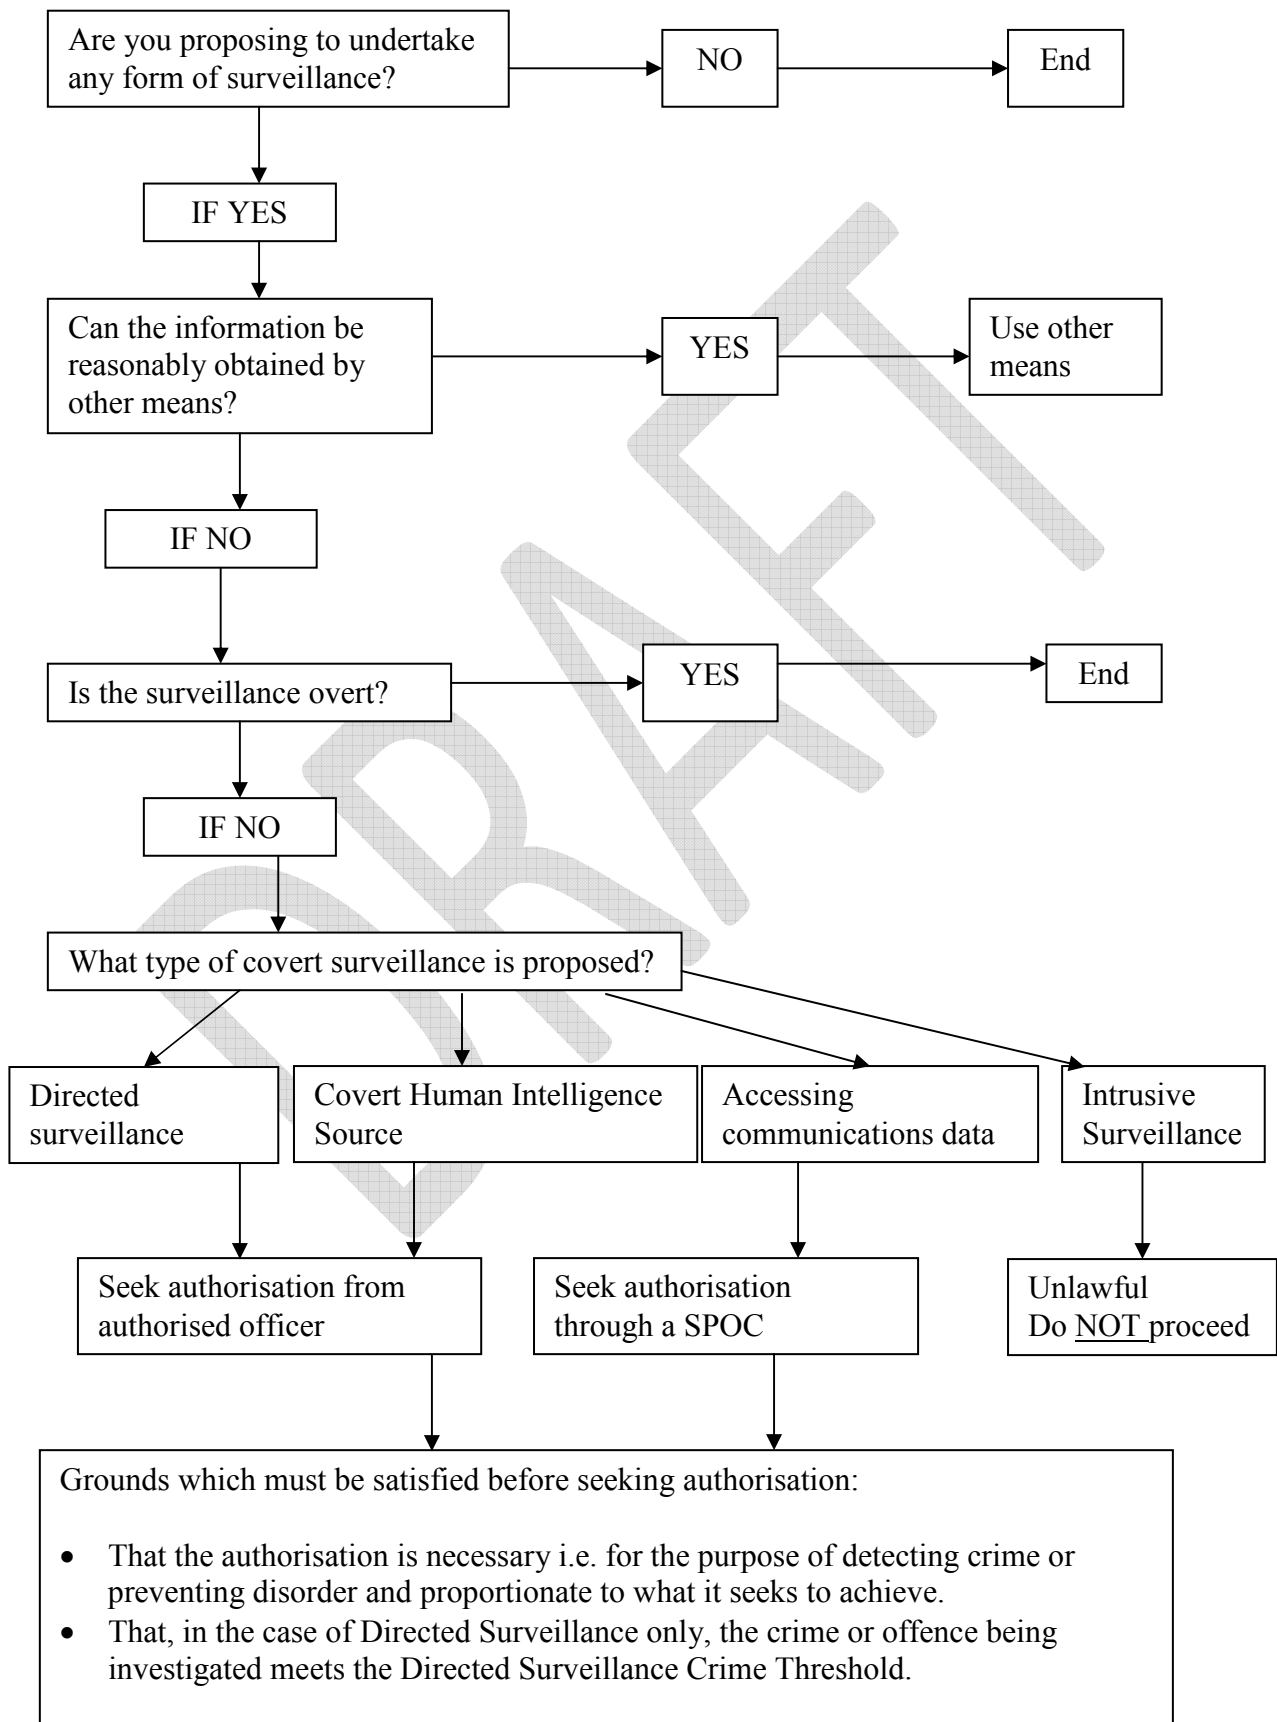 Are you proposing to undertake
any form of surveillance?
NO
End
IF YES
Can the information be
reasonably obtained by
other means?
YES
Use other
means
IF NO
Is the surveillance overt?
YES
End
IF NO
What type of covert surveillance is proposed?
Directed
surveillance
Covert Human Intelligence
Source
Accessing
communications data
Intrusive
Surveillance
Seek authorisation from
authorised officer
Seek authorisation
through a SPOC
Unlawful
Do NOT proceed
Grounds which must be satisfied before seeking authorisation:
• That the authorisation is necessary i.e. for the purpose of detecting crime or
preventing disorder and proportionate to what it seeks to achieve.
• That, in the case of Directed Surveillance only, the crime or offence being
investigated meets the Directed Surveillance Crime Threshold.
DRAFT